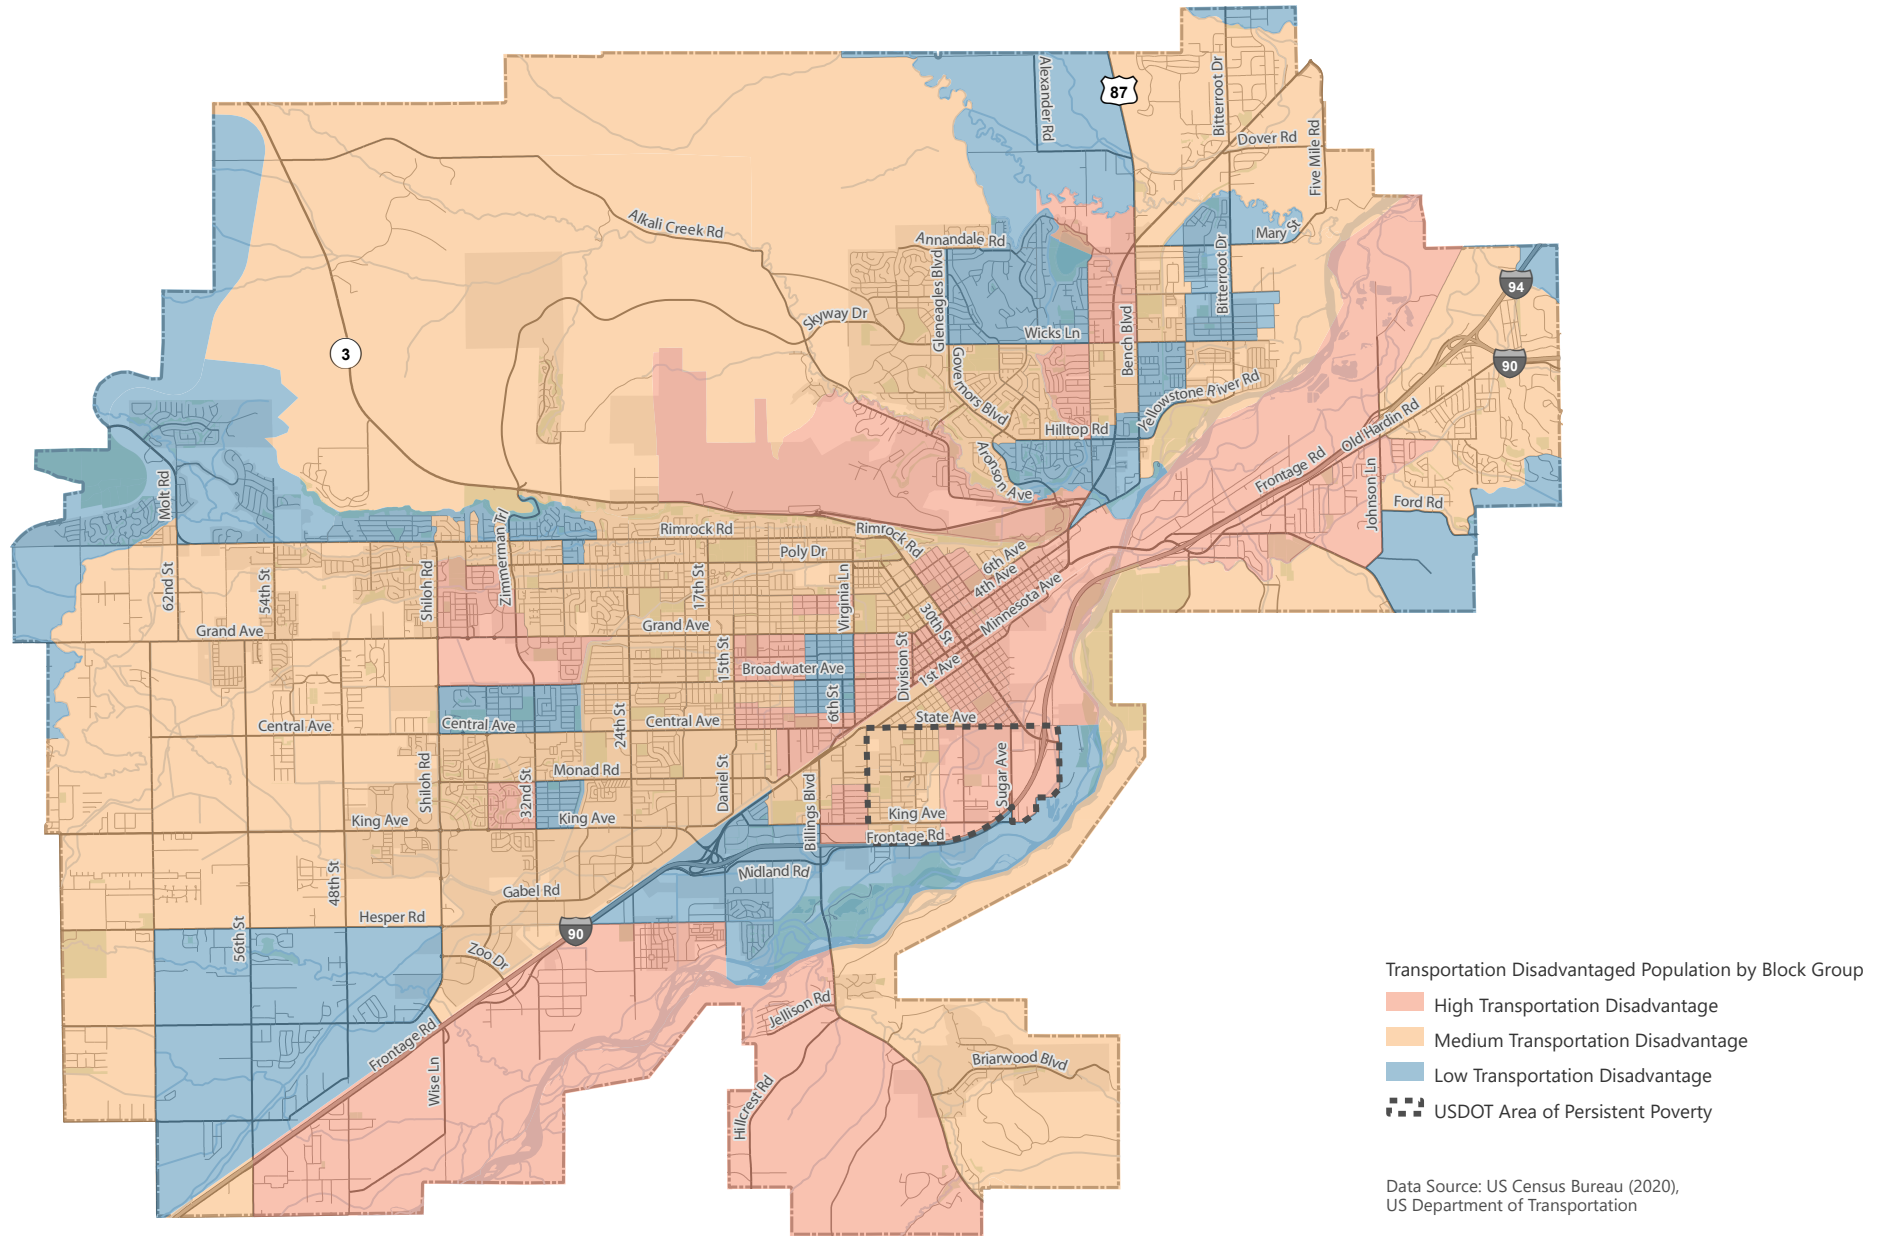 Alexander Rd
87
Bitterroot Dr
Dover Rd
Five Mile Rd
Alkali Creek Rd
Annandale Rd
Gleneagles Blvd
Bitterroot Dr
Mary St
94
Skyway Dr
Wicks Ln
Bench Blvd
3
90
Governors Blvd
Yellowstone River Rd
Hilltop Rd
Old Hardin Rd
Aronson Ave
Frontage Rd
Johnson Ln
Molt Rd
Ford Rd
Zimmerman Trl
Rimrock Rd
Rimrock Rd
Poly Dr
6th Ave
4th Ave
Minnesota Ave
62nd St
54th St
Shiloh Rd
17th St
Virginia Ln
30th St
Grand Ave
Grand Ave
15th St
Broadwater Ave
Division St
1st Ave
6th St
Central Ave
Central Ave
24th St
Central Ave
State Ave
Shiloh Rd
32nd St
Monad Rd
Daniel St
Billings Blvd
Sugar Ave
King Ave
King Ave
King Ave
Frontage Rd
48th St
Midland Rd
Gabel Rd
Hesper Rd
56th St
90
Zoo Dr
Jellison Rd
Frontage Rd
Wise Ln
Hillcrest Rd
Briarwood Blvd
Transportation Disadvantaged Population by Block Group
High Transportation Disadvantage
Medium Transportation Disadvantage
Low Transportation Disadvantage
USDOT Area of Persistent Poverty
Data Source: US Census Bureau (2020),
US Department of Transportation